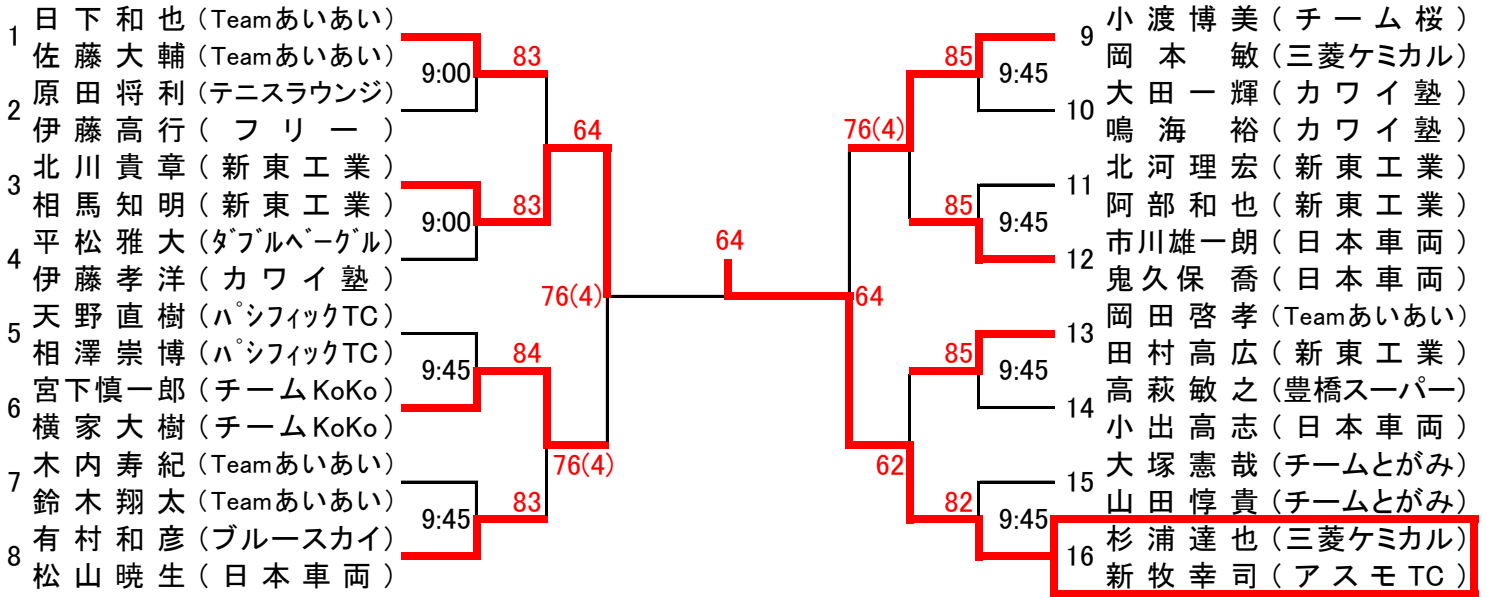 1 日下和也(Teamあいあい)
佐藤大輔(Teamあいあい)
2 原田将利(テニスラウンジ)
伊藤高行(フリー)
3 北川貴章(新東工業)
相馬知明(新東工業)
4 平松雅大(ﾀﾞﾌﾞﾙﾍﾞｰｸﾞﾙ)
伊藤孝洋(カワイ塾)
5 天野直樹(ﾊﾟｼﾌｨｯｸTC)
相澤崇博(ﾊﾟｼﾌｨｯｸTC)
6 宮下慎一郎(チームKoKo)
横家大樹(チームKoKo)
7 木内寿紀(Teamあいあい)
鈴木翔太(Teamあいあい)
8 有村和彦(ブルースカイ)
松山暁生(日本車両)
9:00
83
9:00
83
9:45
84
9:45
83
64
76(4)
76(4)
64
64
76(4)
62
85
9:45
85
9:45
85
9:45
82
9:45
9 小渡博美(チーム桜)
岡本敏(三菱ケミカル)
10 大田一輝(カワイ塾)
鳴海裕(カワイ塾)
11 北河理宏(新東工業)
阿部和也(新東工業)
12 市川雄一朗(日本車両)
鬼久保喬(日本車両)
13 岡田啓孝(Teamあいあい)
田村高広(新東工業)
14 高萩敏之(豊橋スーパー)
小出高志(日本車両)
15 大塚憲哉(チームとがみ)
山田惇貴(チームとがみ)
16 杉浦達也(三菱ケミカル)
新牧幸司(アスモTC)